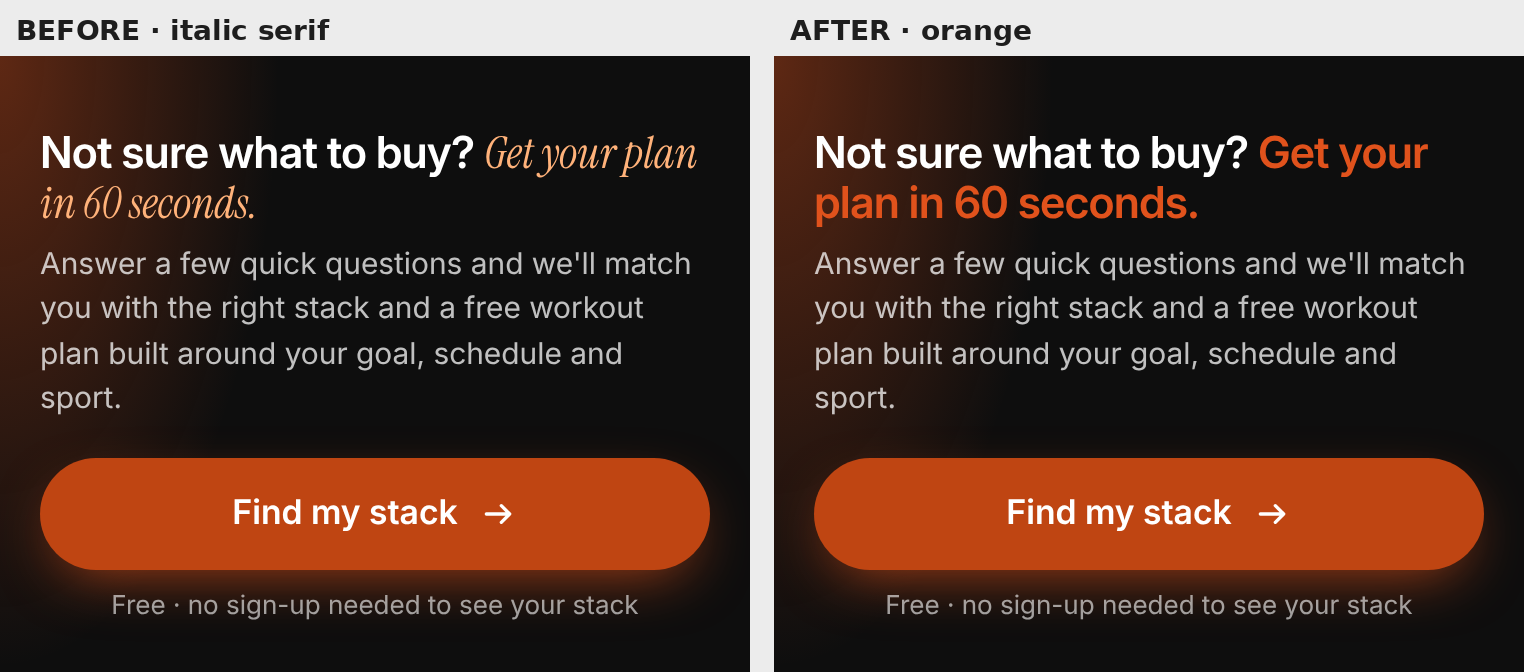 BEFORE · italic serif
Not sure what to buy? Get your plan
in 60 seconds.
Answer a few quick questions and we'll match
you with the right stack and a free workout
plan built around your goal, schedule and
sport.
Find my stack →
Free · no sign-up needed to see your stack
AFTER · orange
Not sure what to buy? Get your
plan in 60 seconds.
Answer a few quick questions and we'll match
you with the right stack and a free workout
plan built around your goal, schedule and
sport.
Find my stack →
Free · no sign-up needed to see your stack